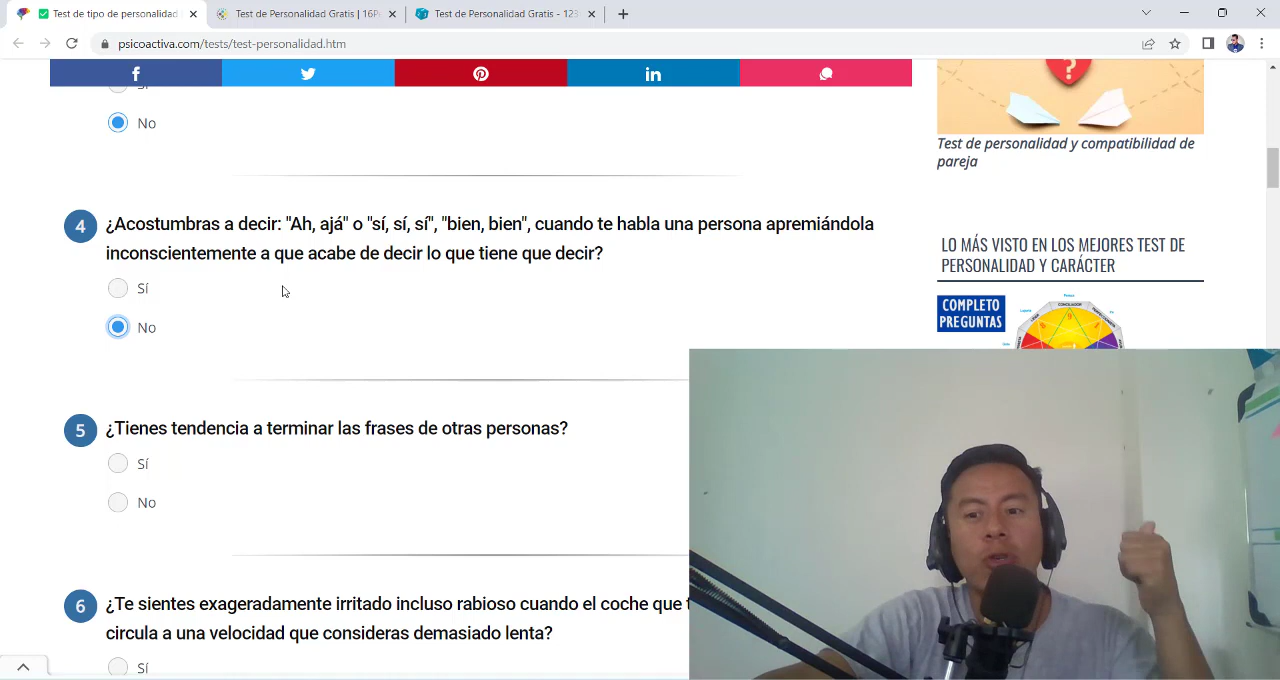 Test de tipo de personalidad
Test de Personalidad Gratis | 16P
Test de Personalidad Gratis - 123
psicoactiva.com/tests/test-personalidad.htm
Sí
No
4
¿Acostumbras a decir: "Ah, ajá" o "sí, sí, sí", "bien, bien", cuando te habla una persona apremiándola
inconscientemente a que acabe de decir lo que tiene que decir?
Sí
No
5
¿Tienes tendencia a terminar las frases de otras personas?
Sí
No
6
¿Te sientes exageradamente irritado incluso rabioso cuando el coche que
circula a una velocidad que consideras demasiado lenta?
Sí
Test de personalidad y compatibilidad de
pareja
LO MÁS VISTO EN LOS MEJORES TEST DE
PERSONALIDAD Y CARÁCTER
COMPLETO
PREGUNTAS
CONCILIADOR
9